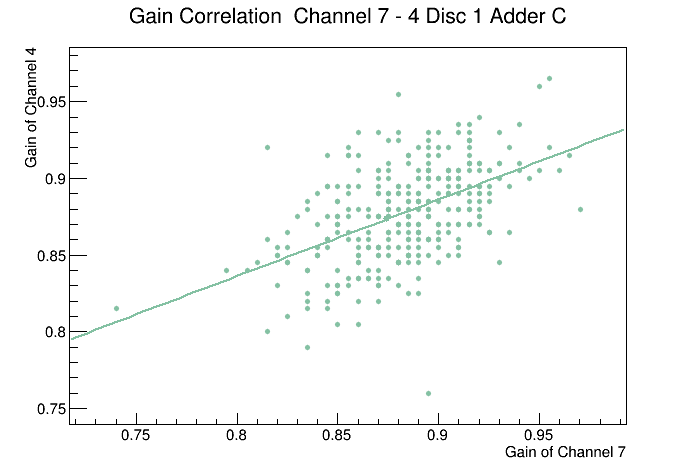 Gain Correlation  Channel 7 - 4 Disc 1 Adder C
Gain of Channel 4
0.95
0.9
0.85
0.8
0.75
0.75 0.8 0.85 0.9 0.95
Gain of Channel 7